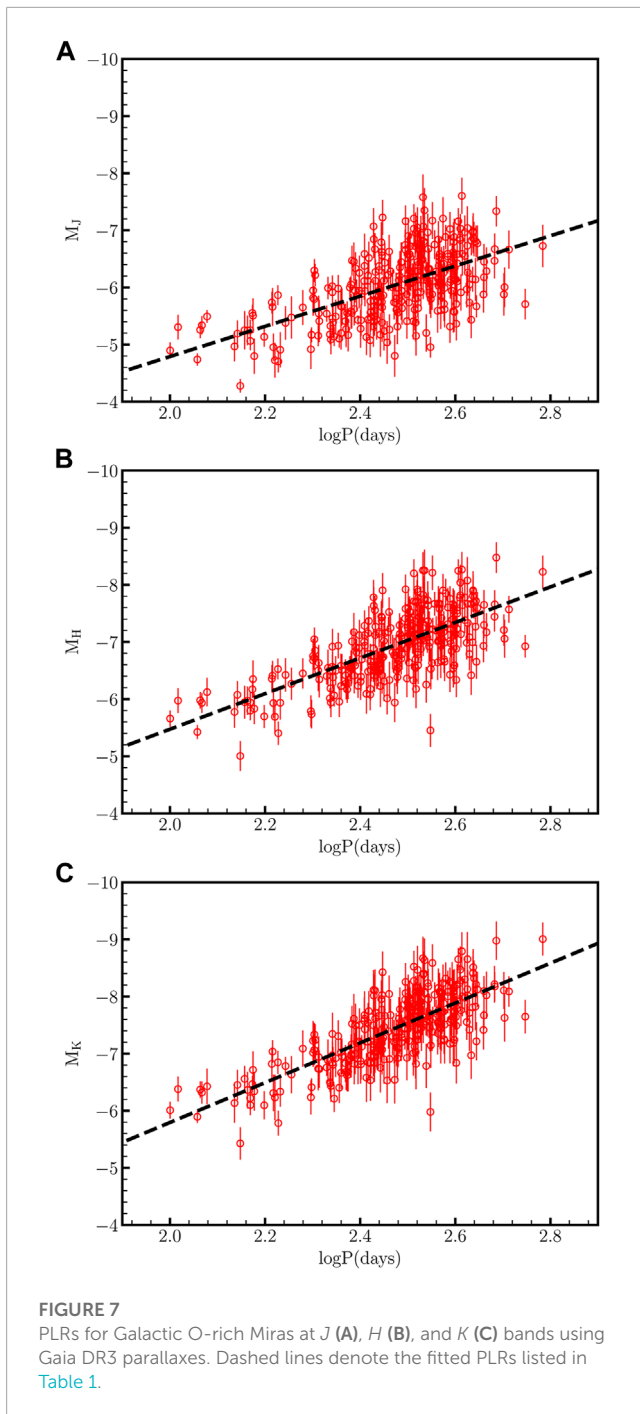 A
−10
−9
−8
−7
−6
−5
−4
M_J
2.0 2.2 2.4 2.6 2.8
logP(days)
B
−10
−9
−8
−7
−6
−5
−4
M_H
2.0 2.2 2.4 2.6 2.8
logP(days)
C
−10
−9
−8
−7
−6
−5
−4
M_K
2.0 2.2 2.4 2.6 2.8
logP(days)
FIGURE 7
PLRs for Galactic O-rich Miras at J (A), H (B), and K (C) bands using
Gaia DR3 parallaxes. Dashed lines denote the fitted PLRs listed in
Table 1.